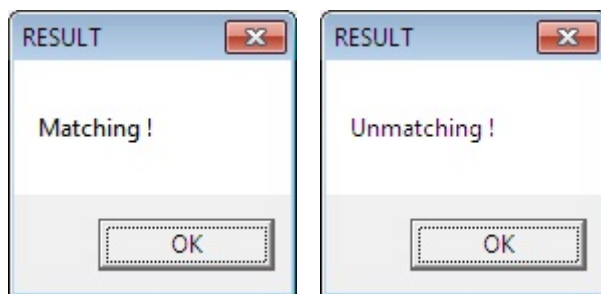 RESULT
Matching !
OK
RESULT
Unmatching !
OK